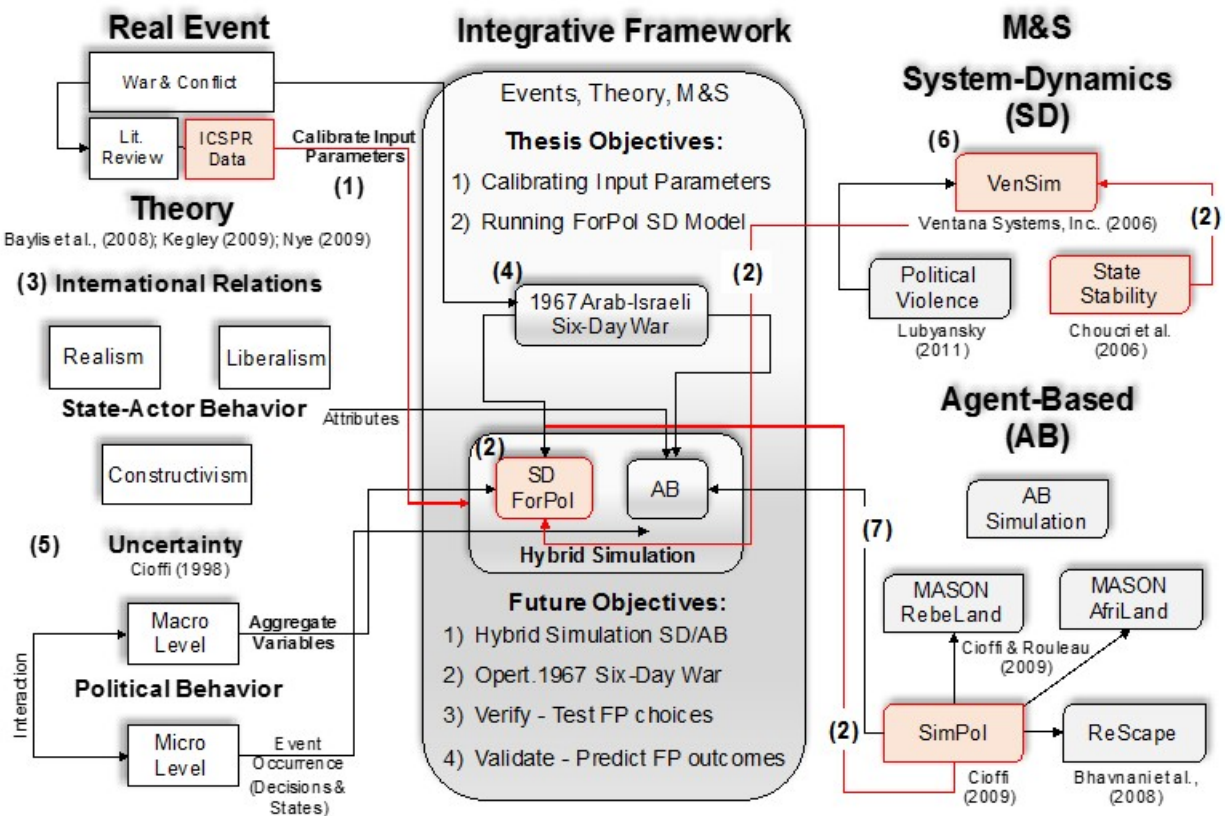 Real Event
War & Conflict
Lit.
Review
ICSPR
Data
Calibrate Input
Parameters
(1)
Theory
Baylis et al., (2008); Kegley (2009); Nye (2009)
(3) International Relations
Realism
Liberalism
State-Actor Behavior
Attributes
Constructivism
(5)
Uncertainty
Cioffi (1998)
Macro
Level
Aggregate
Variables
Interaction
Political Behavior
Micro
Level
Event
Occurrence
(Decisions &
States)
Integrative Framework
Events, Theory, M&S
Thesis Objectives:
1) Calibrating Input Parameters
2) Running ForPol SD Model
(4)
(2)
1967 Arab-Israeli
Six-Day War
(2)
SD
ForPol
AB
Hybrid Simulation
Future Objectives:
1) Hybrid Simulation SD/AB
2) Opert.1967 Six-Day War
3) Verify - Test FP choices
4) Validate - Predict FP outcomes
M&S
System-Dynamics
(SD)
(6)
VenSim
Ventana Systems, Inc.. (2006)
(2)
Political
Violence
Lubyansky
(2011)
State
Stability
Choucri et al.
(2006)
Agent-Based
(AB)
AB
Simulation
(7)
MASON
RebeLand
MASON
AfriLand
Cioffi & Rouleau
(2009)
(2)
SimPol
Cioffi
(2009)
ReScape
Bhavnani et al.,
(2008)